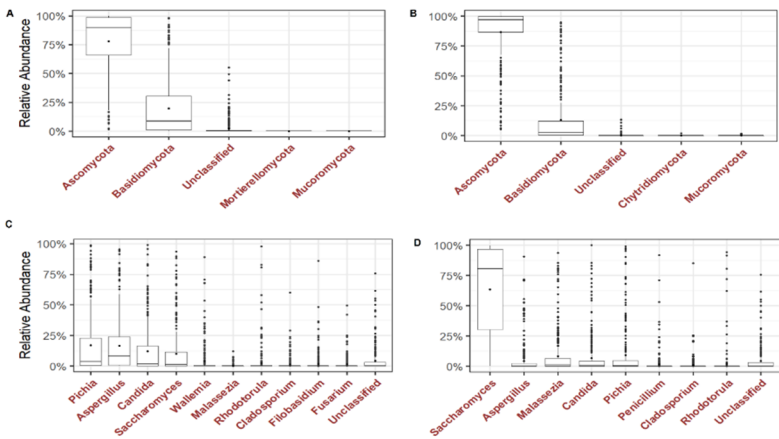 A
Relative Abundance
100%
75%
50%
25%
0%
Ascomycota
Basidiomycota
Unclassified
Mortierellomycota
Mucoromycota
B
100%
75%
50%
25%
0%
Ascomycota
Basidiomycota
Unclassified
Chytridiomycota
Mucoromycota
C
Relative Abundance
100%
75%
50%
25%
0%
Pichia
Aspergillus
Candida
Saccharomyces
Wallemia
Malassezia
Rhodotorula
Cladosporium
Filobasidium
Fusarium
Unclassified
D
100%
75%
50%
25%
0%
Saccharomyces
Aspergillus
Malassezia
Candida
Pichia
Penicillium
Cladosporium
Rhodotorula
Unclassified